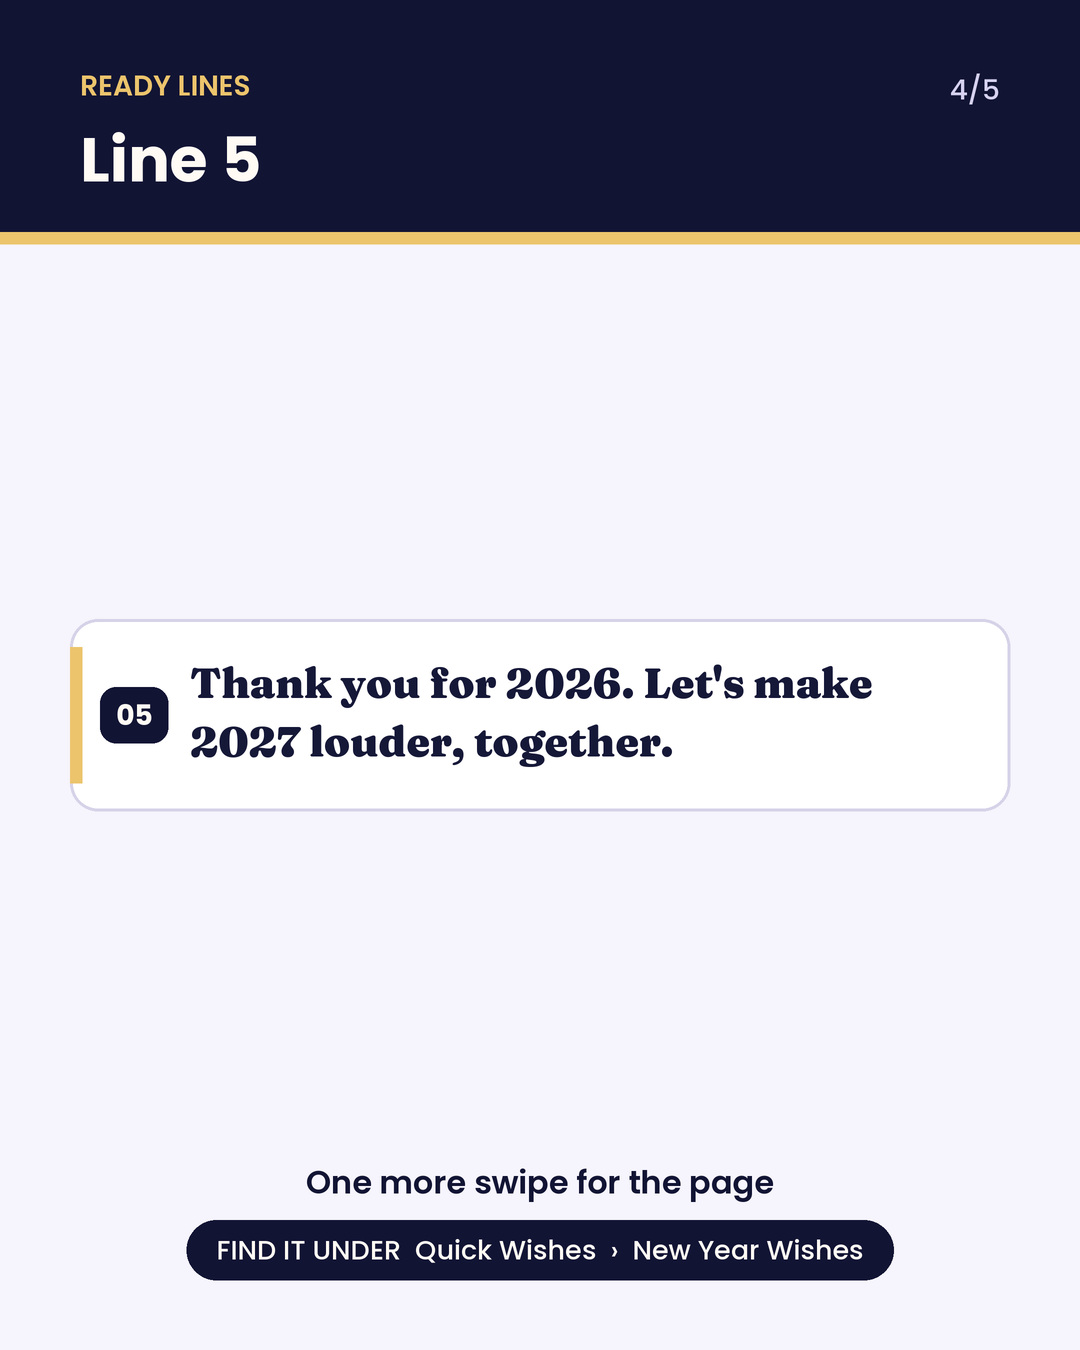 READY LINES
4/5
Line 5
05
Thank you for 2026. Let's make
2027 louder, together.
One more swipe for the page
FIND IT UNDER Quick Wishes › New Year Wishes